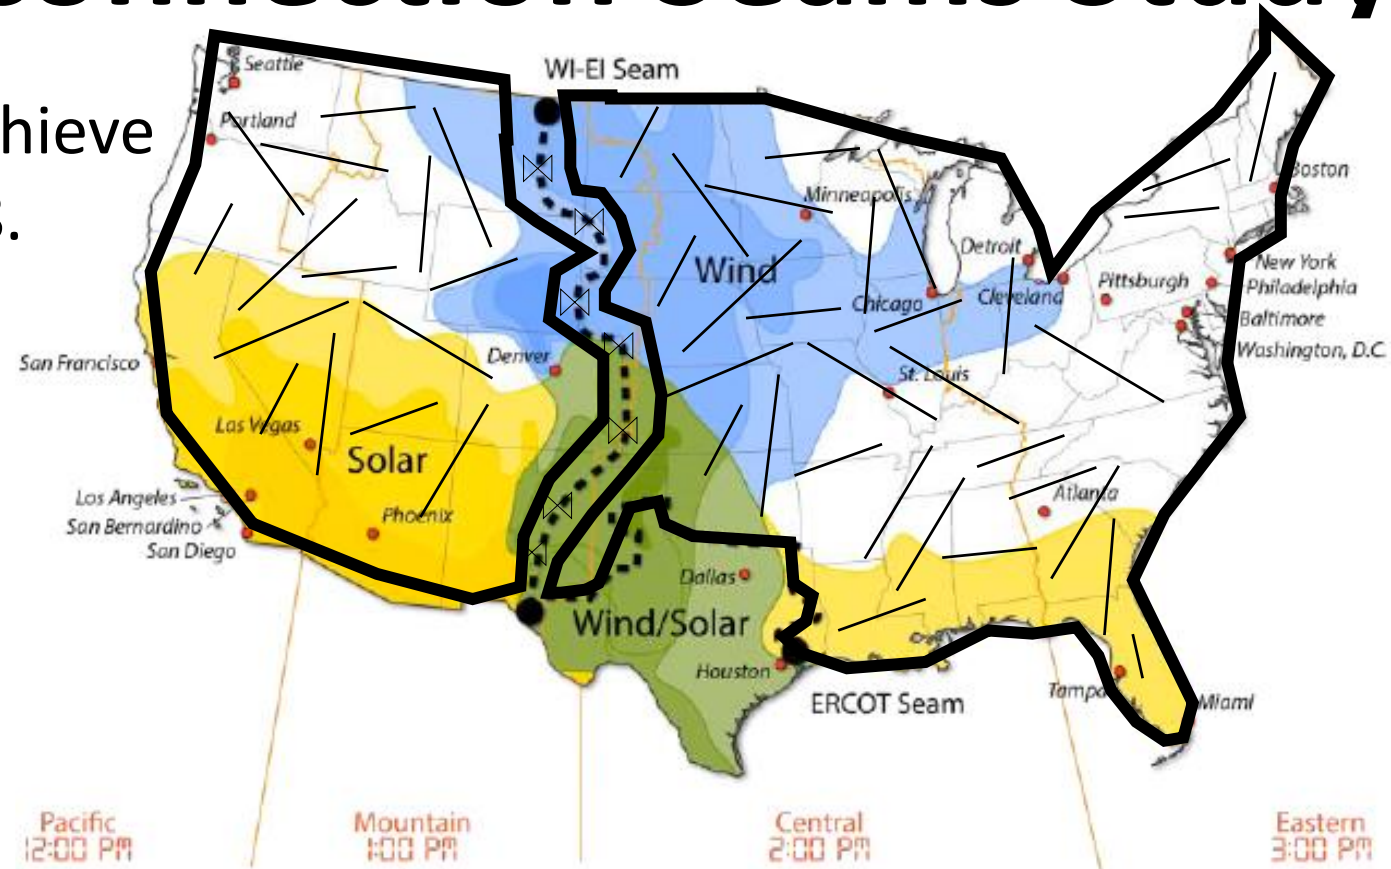 Seams Study
WI-EI Seam
Seattle
hieve
Portland
s.
Boston
Minneapolis
Detroit
New York
Wind
Pittsburgh
Philadelphia
Chicago
Cleveland
Baltimore
Washington, D.C.
San Francisco
Denver
St. Louis
Las Vegas
Solar
Los Angeles
Phoenix
Atlanta
San Bernardino
San Diego
Dallas
Wind/Solar
Houston
Tampa
Miami
ERCOT Seam
Pacific
12:00 PM
Mountain
1:00 PM
Central
2:00 PM
Eastern
3:00 PM